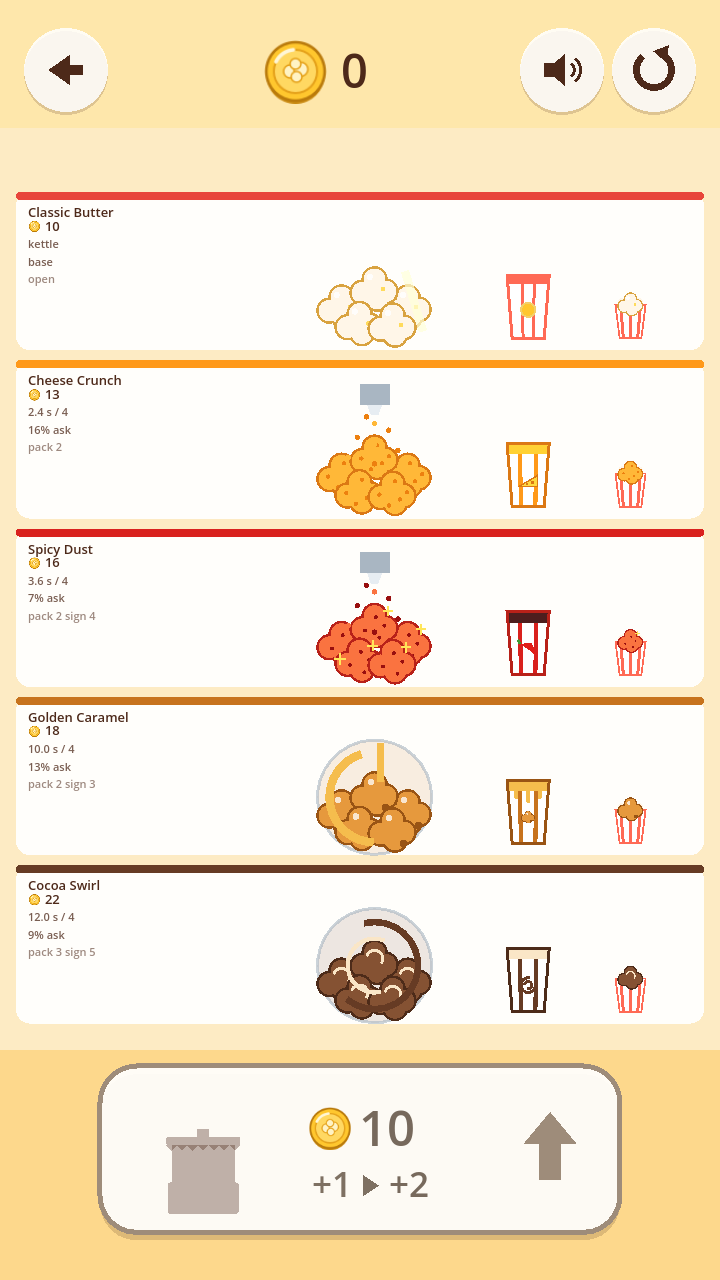 0
Classic Butter
10
kettle
base
open
Cheese Crunch
13
2.4 s / 4
16% ask
pack 2
Spicy Dust
16
3.6 s / 4
7% ask
pack 2 sign 4
Golden Caramel
18
10.0 s / 4
13% ask
pack 2 sign 3
Cocoa Swirl
22
12.0 s / 4
9% ask
pack 3 sign 5
10
+1 +2